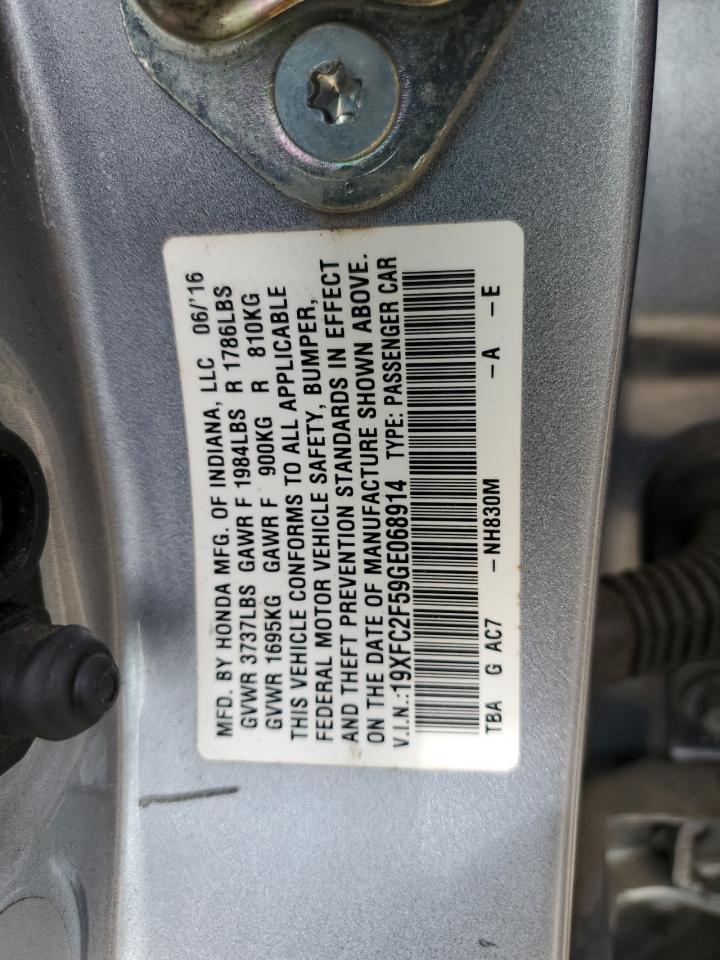 MFD. BY HONDA MFG. OF INDIANA, LLC 06/'16
GVWR 3737LBS GAWR F 1984LBS R 1786LBS
GVWR 1695KG GAWR F 900KG R 810KG
THIS VEHICLE CONFORMS TO ALL APPLICABLE
FEDERAL MOTOR VEHICLE SAFETY, BUMPER,
AND THEFT PREVENTION STANDARDS IN EFFECT
ON THE DATE OF MANUFACTURE SHOWN ABOVE.
V.I.N.:19XFC2F59GE068914 TYPE: PASSENGER CAR
TBA G AC7 -NH830M -A -E